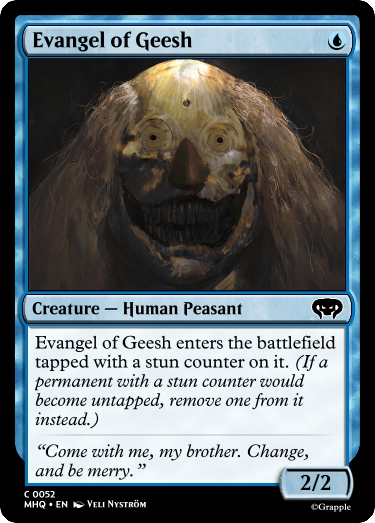 Evangel of Geesh
Creature — Human Peasant
Evangel of Geesh enters the battlefield
tapped with a stun counter on it. (If a
permanent with a stun counter would
become untapped, remove one from it
instead.)
“Come with me, my brother. Change,
and be merry.”
2/2
C 0052
MHQ • EN Veli Nyström
©Grapple